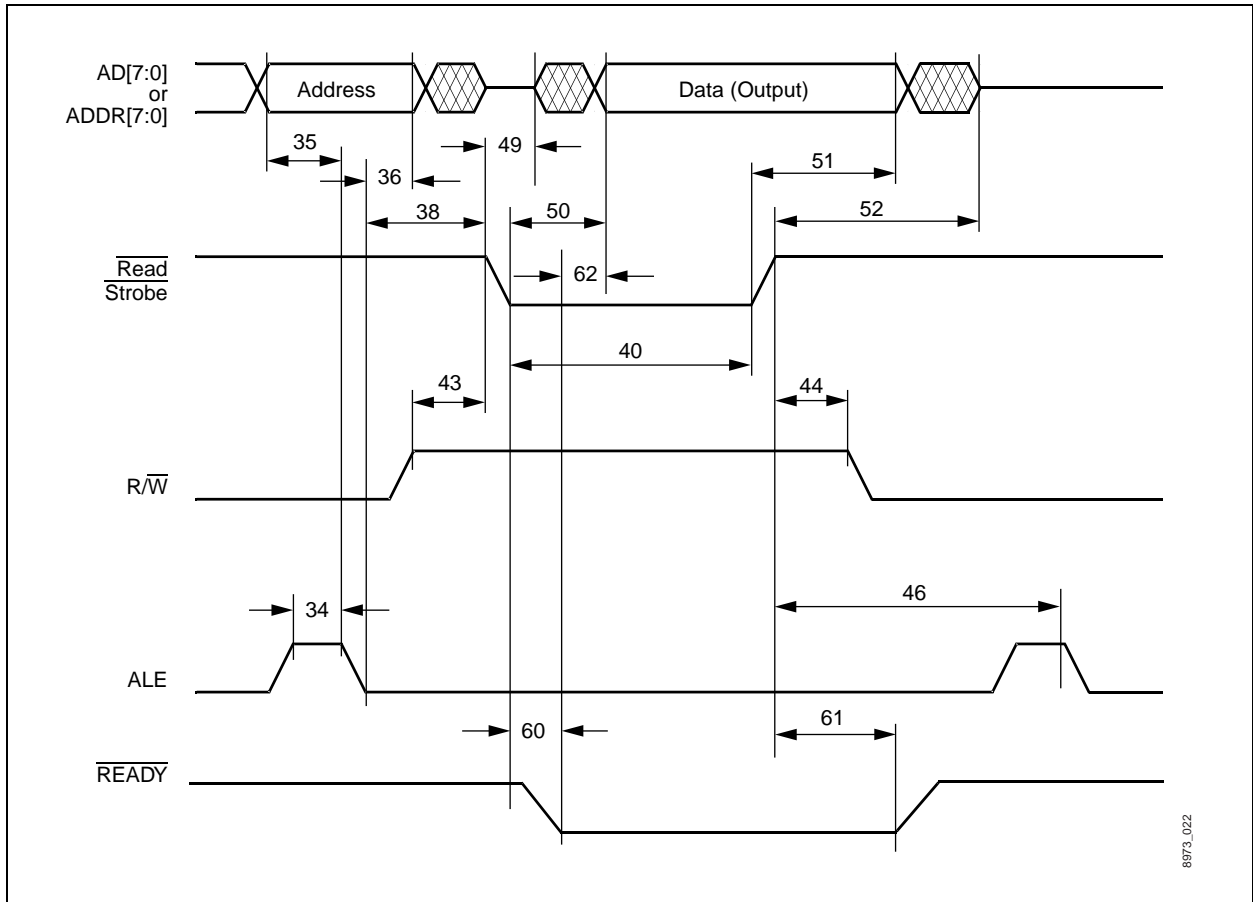 AD[7:0]
or
ADDR[7:0]
Address
Data (Output)
35
49
36
51
38
50
52
Read
Strobe
62
40
43
44
R/W
34
46
ALE
60
61
READY
8973_022